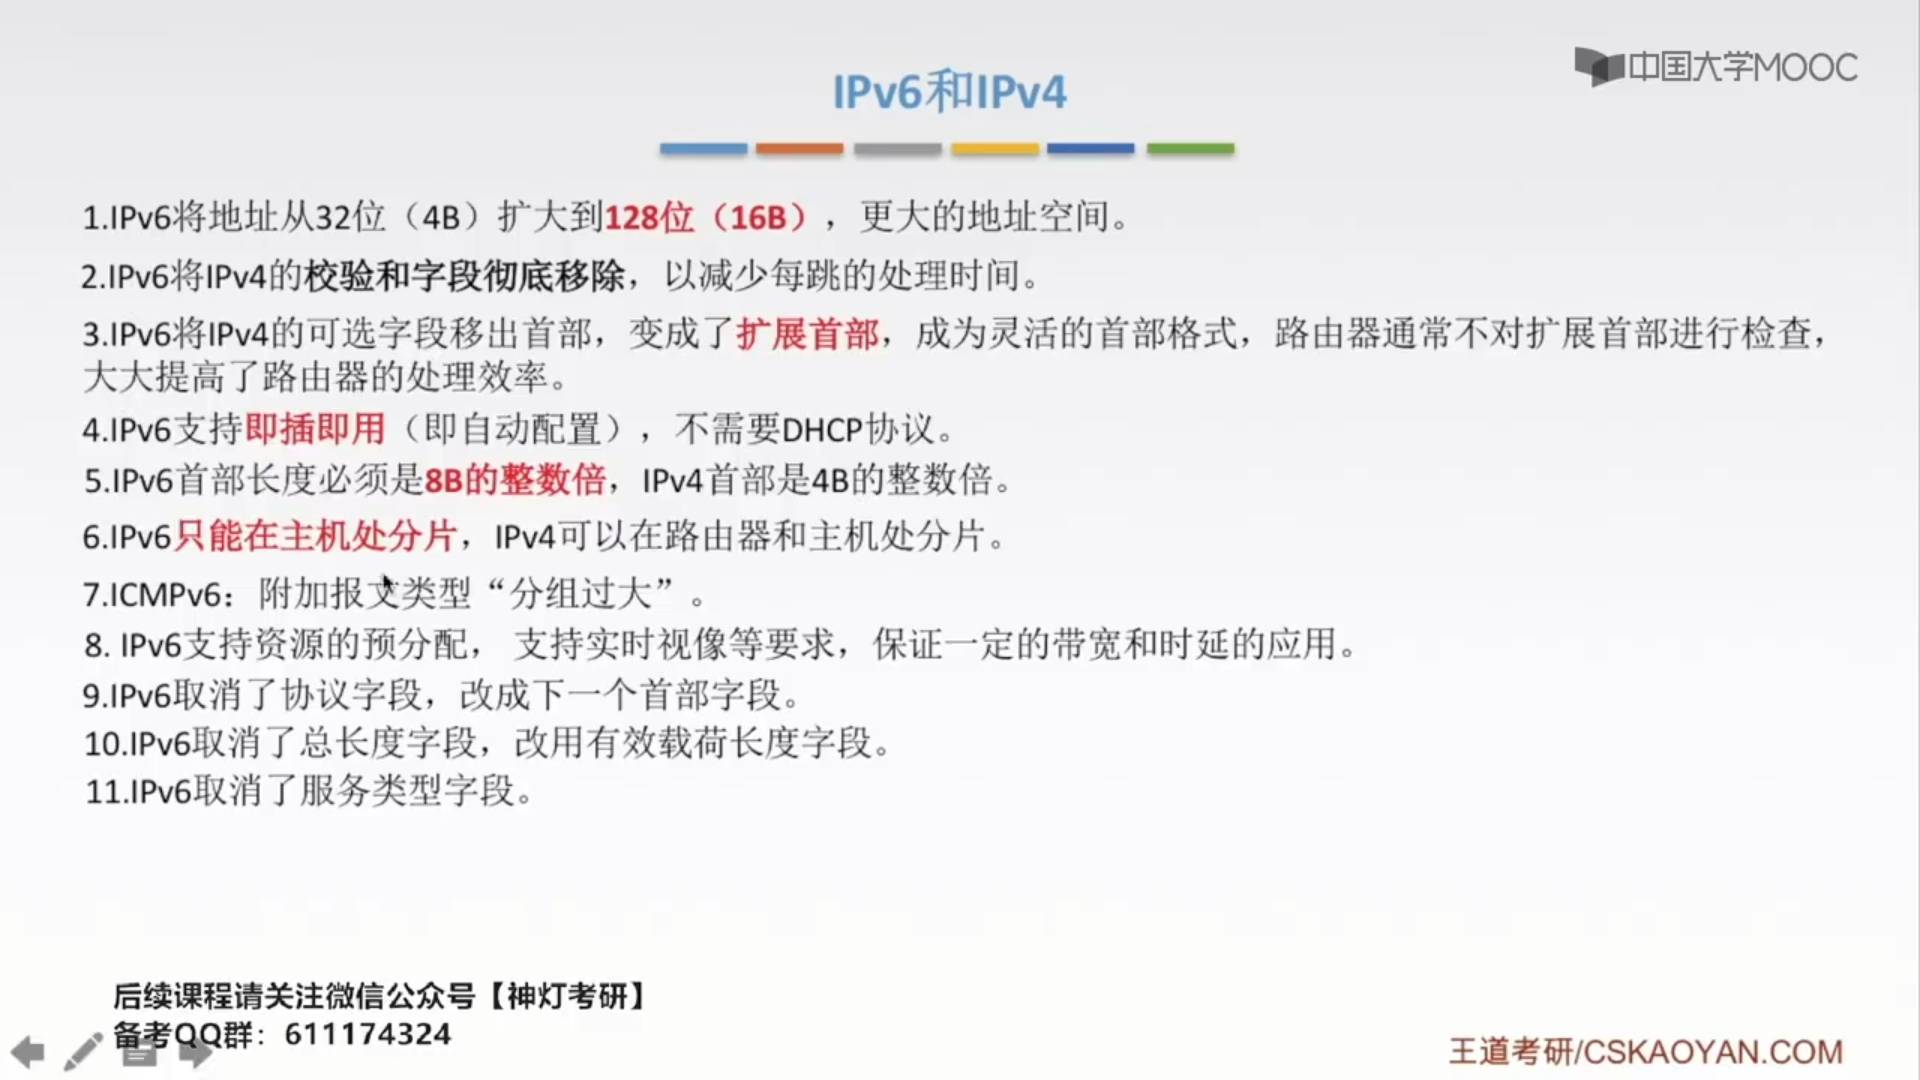 中国大学MOOC
IPv6和IPv4
1.IPv6将地址从32位（4B）扩大到128位（16B），更大的地址空间。
2.IPv6将IPv4的校验和字段彻底移除，以减少每跳的处理时间。
3.IPv6将IPv4的可选字段移出首部，变成了扩展首部，成为灵活的首部格式，路由器通常不对扩展首部进行检查，
大大提高了路由器的处理效率。
4.IPv6支持即插即用（即自动配置），不需要DHCP协议。
5.IPv6首部长度必须是8B的整数倍，IPv4首部是4B的整数倍。
6.IPv6只能在主机处分片，IPv4可以在路由器和主机处分片。
7.ICMPv6：附加报文类型“分组过大”。
8. IPv6支持资源的预分配， 支持实时视像等要求，保证一定的带宽和时延的应用。
9.IPv6取消了协议字段，改成下一个首部字段。
10.IPv6取消了总长度字段，改用有效载荷长度字段。
11.IPv6取消了服务类型字段。
后续课程请关注微信公众号【神灯考研】
备考QQ群：611174324
王道考研/CSKAOYAN.COM